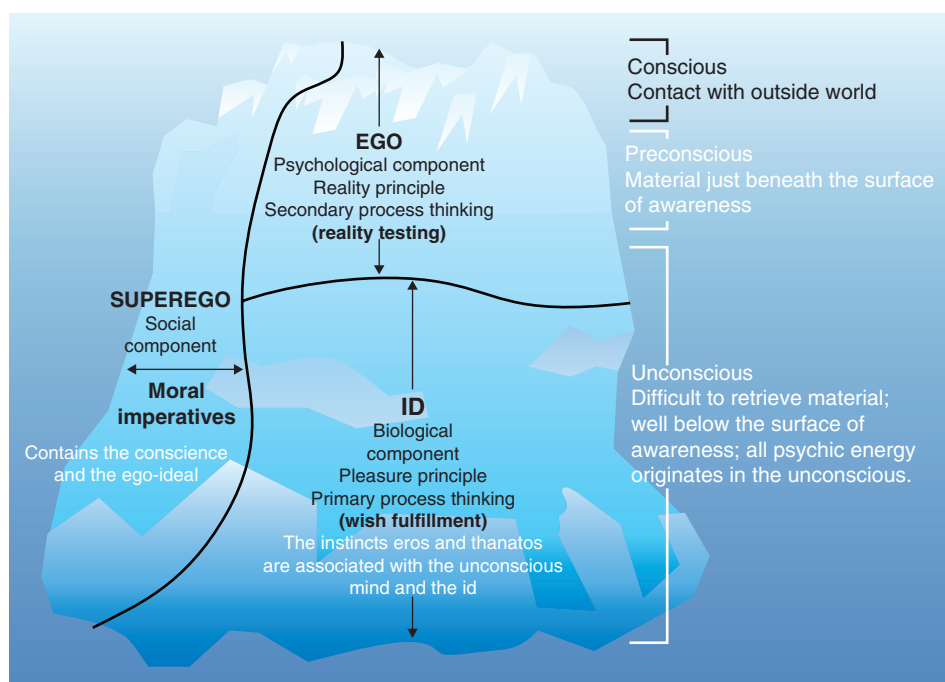 Conscious
Contact with outside world
EGO
Psychological component
Reality principle
Secondary process thinking
(reality testing)
Preconscious
Material just beneath the surface
of awareness
SUPEREGO
Social
component
Moral
imperatives
Contains the conscience
and the ego-ideal
ID
Biological
component
Pleasure principle
Primary process thinking
(wish fulfillment)
The instincts eros and thanatos
are associated with the unconscious
mind and the id
Unconscious
Difficult to retrieve material;
well below the surface of
awareness; all psychic energy
originates in the unconscious.